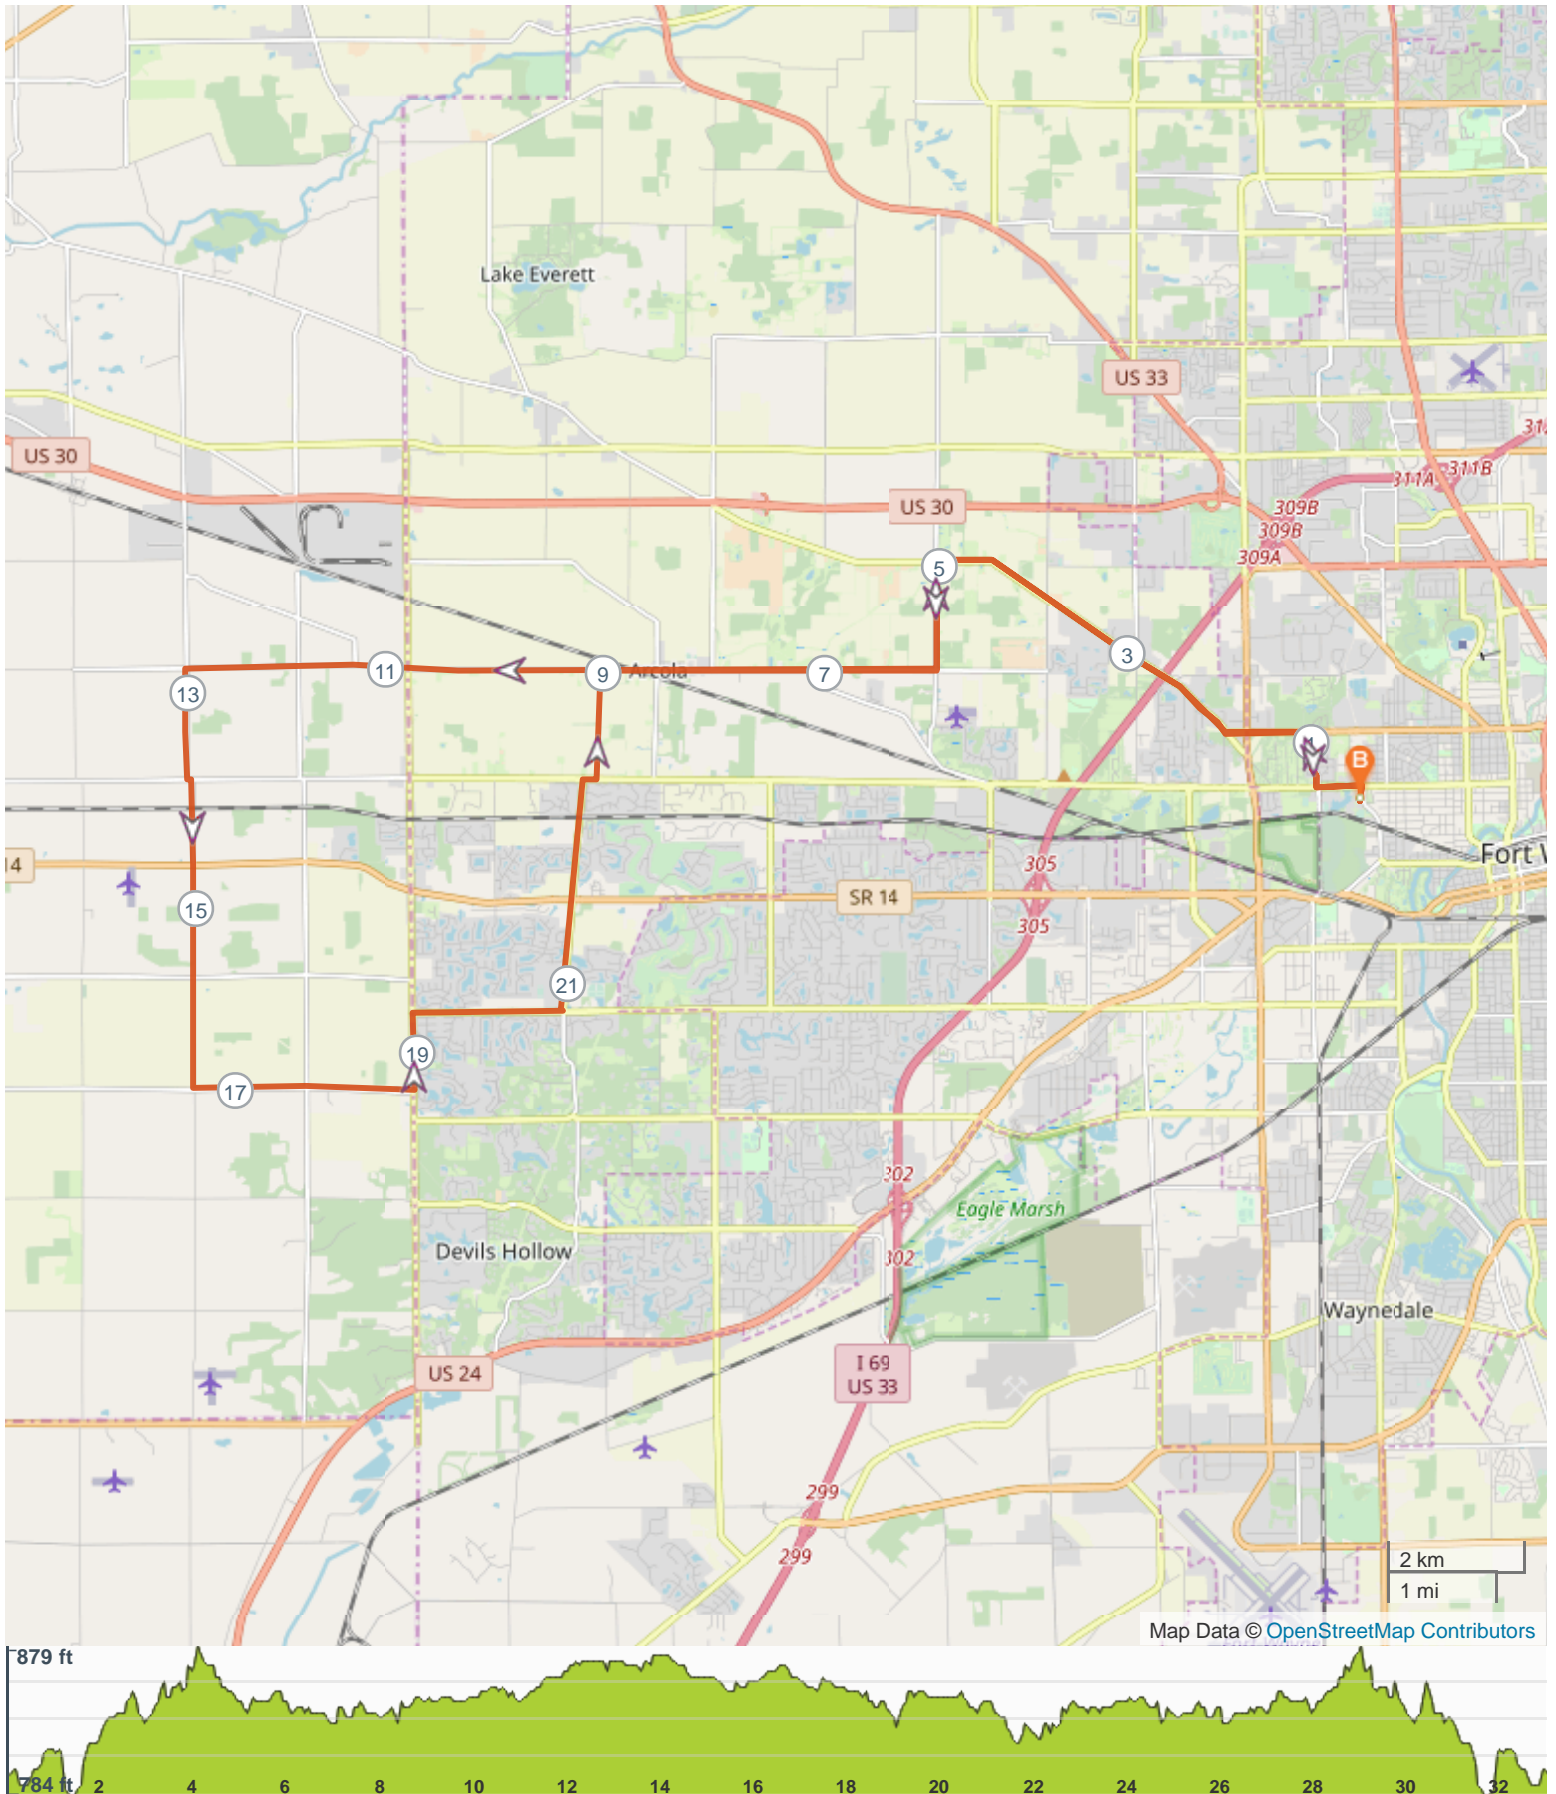 Lake Everett
US 33
US 30
31
311B
311A
309B
US 30
309B
309A
5
3
11
9
Arcola
7
13
B
305
Fort W
14
SR 14
15
305
21
19
17
302
Eagle Marsh
Devils Hollow
302
Waynedale
I 69
US 33
US 24
299
299
2 km
1 mi
Map Data © OpenStreetMap Contributors
879 ft
784 ft 2 4 6 8 10 12 14 16 18 20 22 24 26 28 30 32